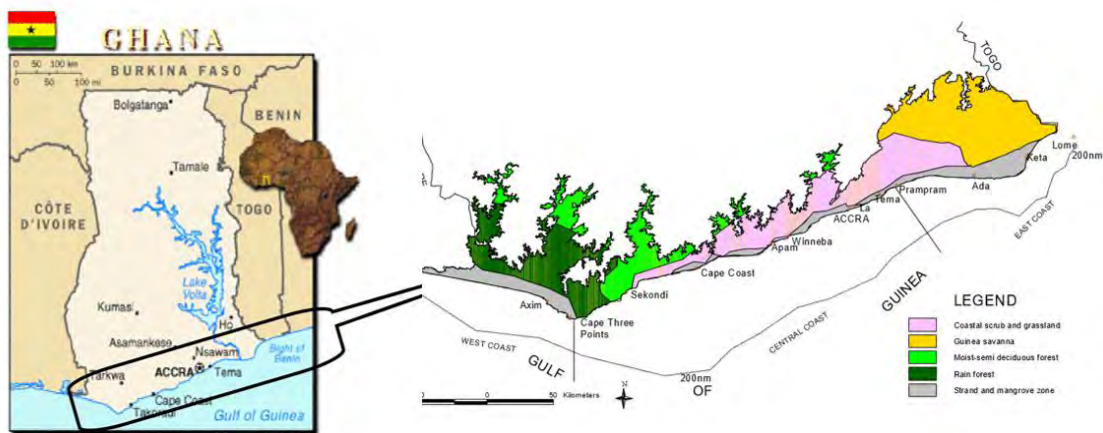 GHANA
0 50 100 km
0 50 100 mi
BURKINA FASO
Bolgatanga
BENIN
Tamale
CÔTE
D'IVOIRE
TOGO
Lake
Volta
Kumasi
Ho
Asamankese
Nsawam
Bight of
Benin
ACCRA
Tema
Tarkwa
Cape Coast
Takoradi
Gulf of Guinea
TOGO
Lome
200nm
Keta
Ada
Prampram
Tema
La
ACCRA
Winneba
Apam
Cape Coast
Sekondi
Axim
Cape Three
Points
WEST COAST
CENTRAL COAST
EAST COAST
GULF
OF
GUINEA
200nm
50 0 50 Kilometers
N
LEGEND
Coastal scrub and grassland
Guinea savanna
Moist-semi deciduous forest
Rain forest
Strand and mangrove zone